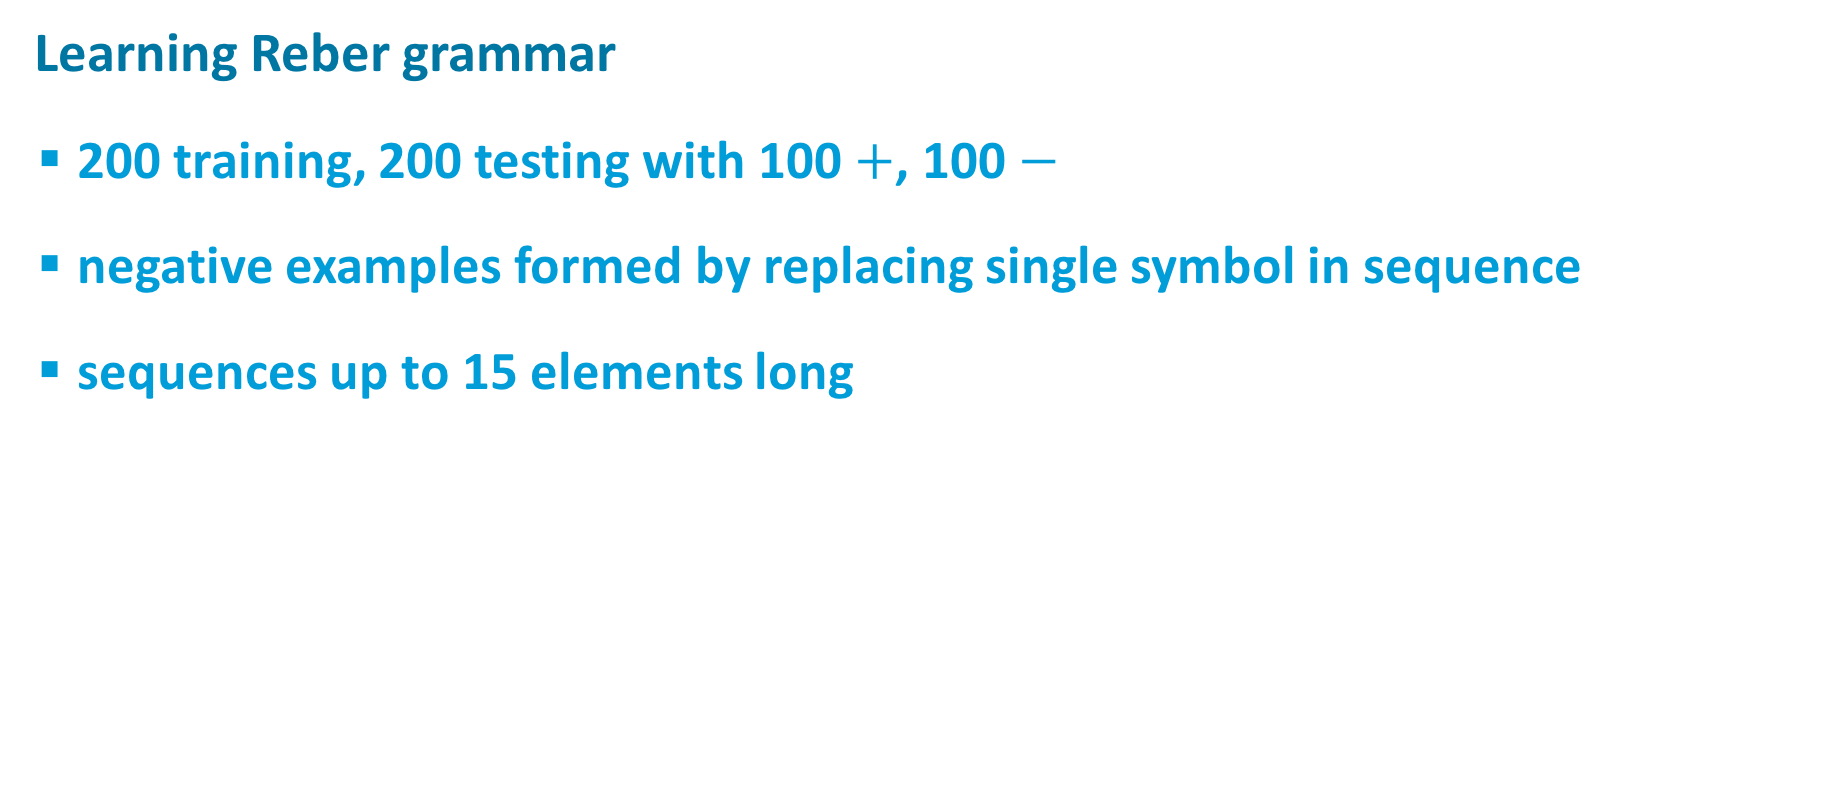 Learning Reber grammar
▪ 200 training, 200 testing with 100 +, 100 −
▪ negative examples formed by replacing single symbol in sequence
▪ sequences up to 15 elements long